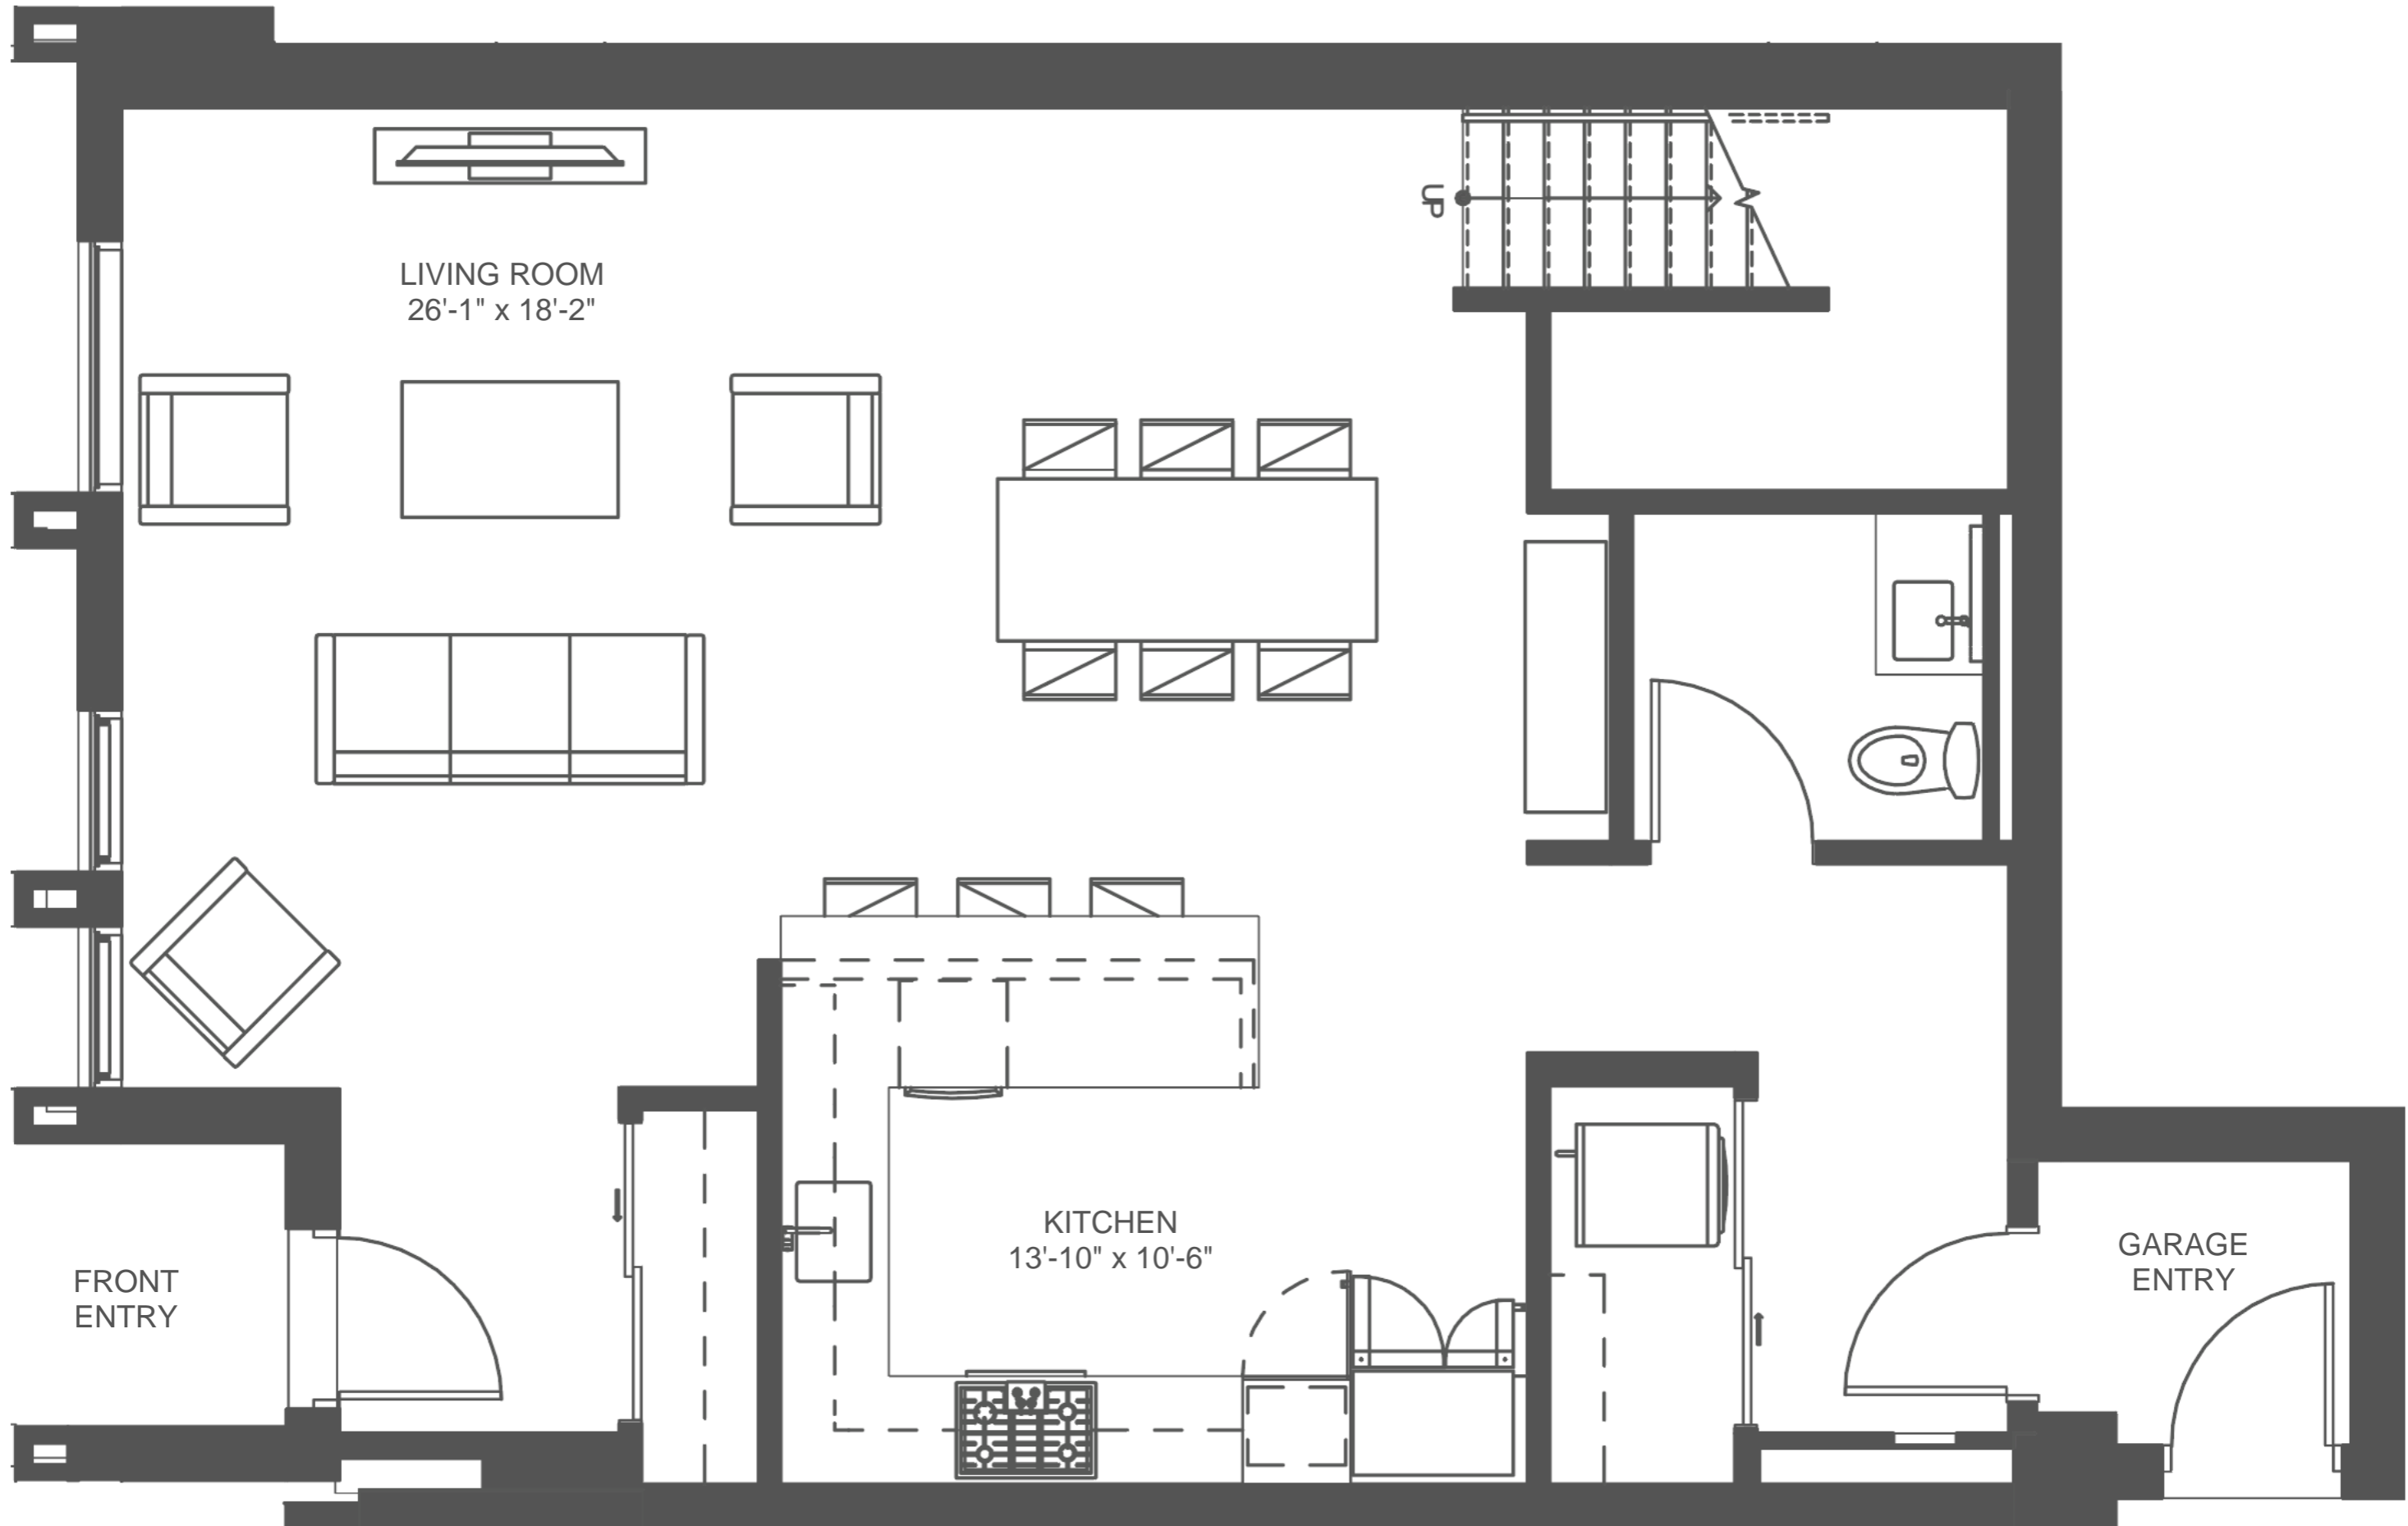 UP
LIVING ROOM
26'-1" x 18'-2"
KITCHEN
13'-10" x 10'-6"
FRONT
ENTRY
GARAGE
ENTRY